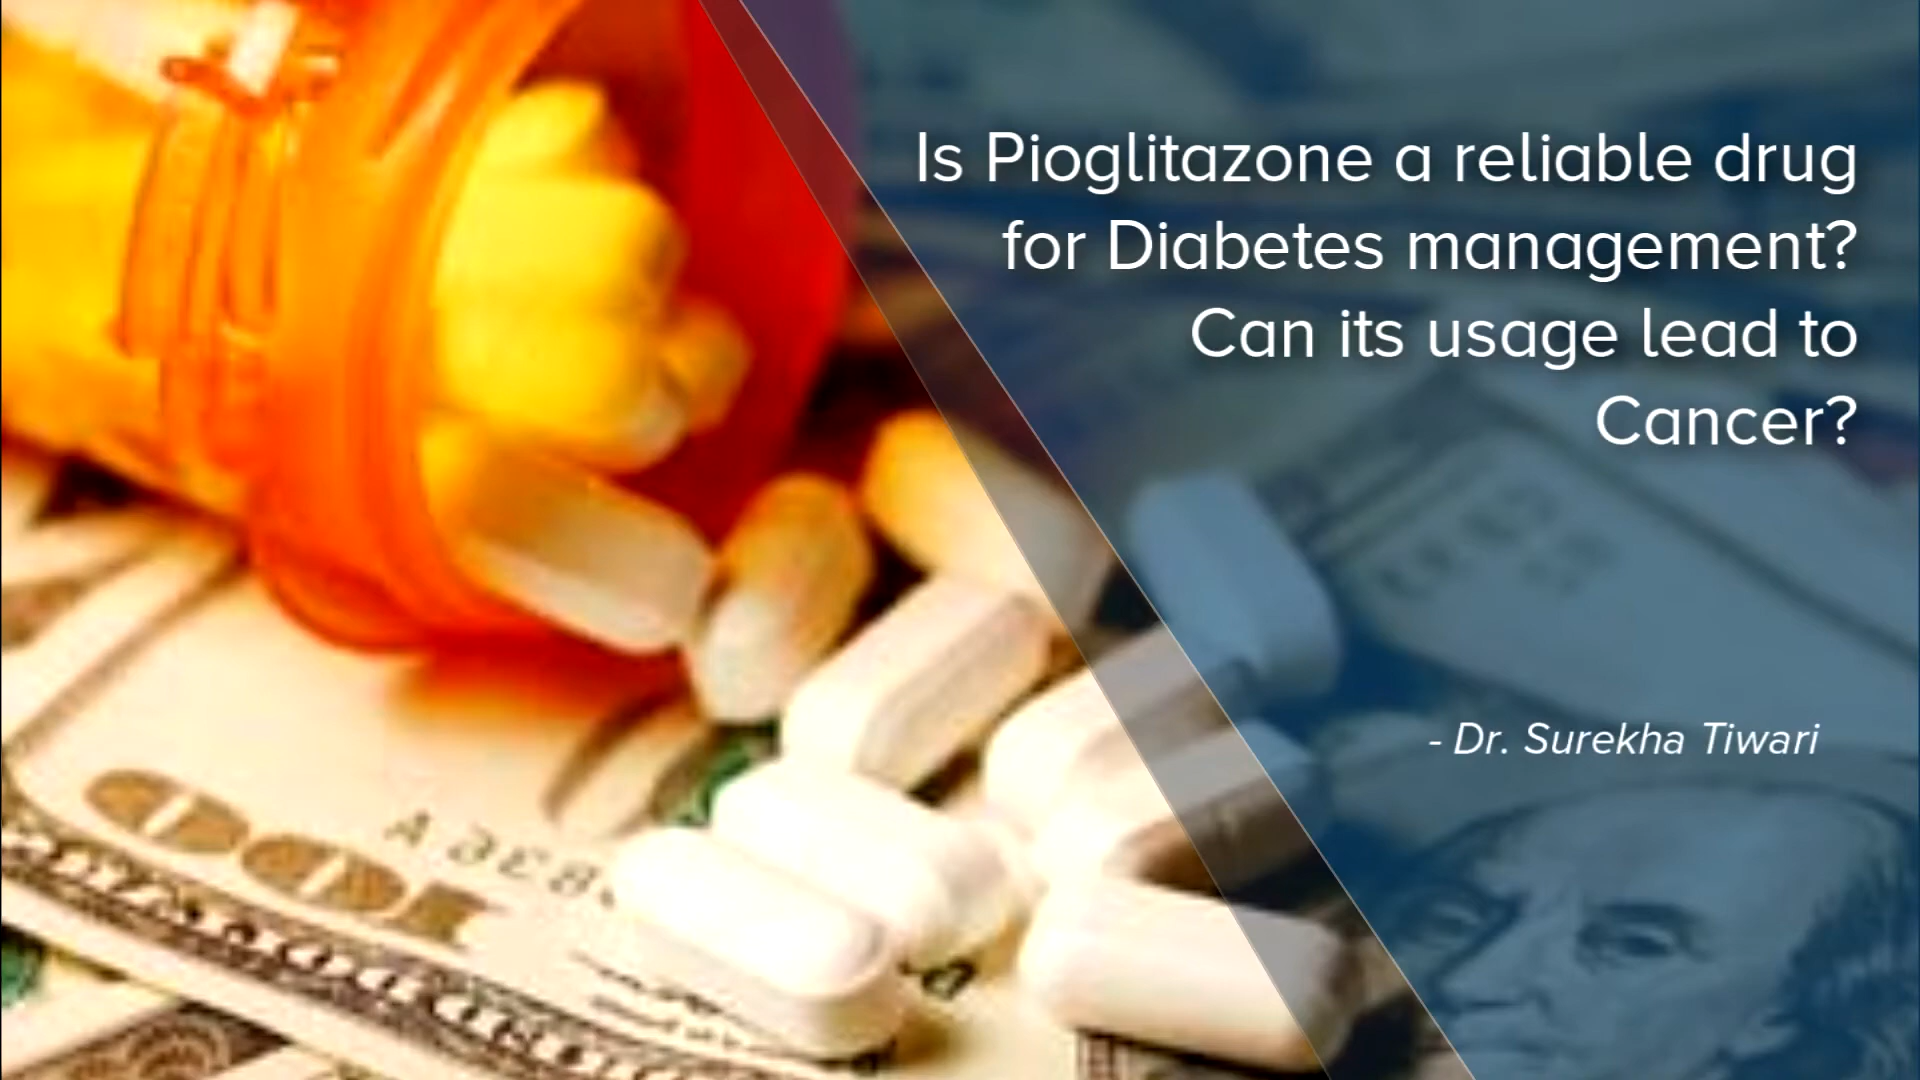 Is Pioglitazone a reliable drug
for Diabetes management?
Can its usage lead to
Cancer?
- Dr. Surekha Tiwari